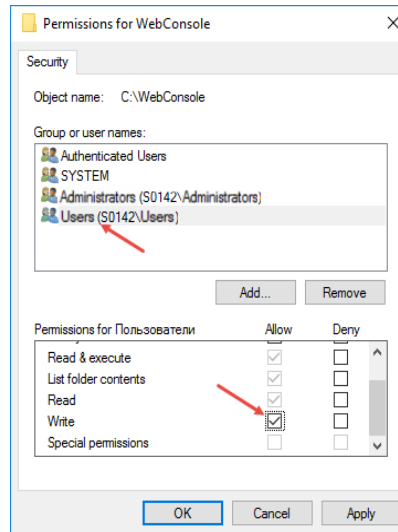 Permissions for WebConsole
Security
Object name: C:\WebConsole
Group or user names:
Authenticated Users
SYSTEM
Administrators (S0142\Administrators)
Users (S0142\Users)
Add... Remove
Permissions for Пользователи Allow Deny
Read & execute
List folder contents
Read
Write
Special permissions
OK Cancel Apply